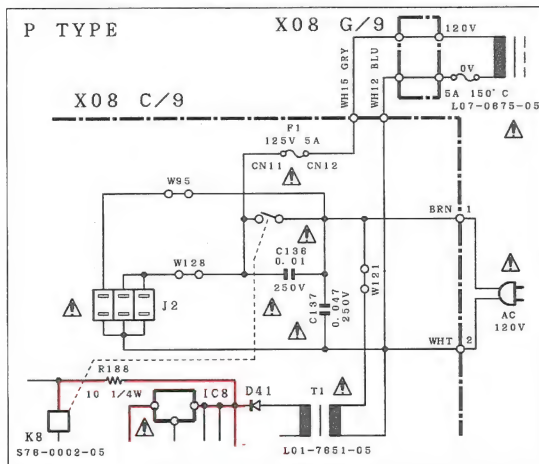 P TYPE
X08 G/9
120V
0V
5A 150°C
L07-0675-05
WH15 GRY
WH12 BLU
X08 C/9
F1
125V 5A
CN11 CN12
W95
BRN 1
C136
0.01
250V
W128
W121
C137
0.047
250V
J2
AC
120V
WHT 2
R188
10 1/4W
IC8
D41
T1
K8
S76-0002-05
L01-7651-05